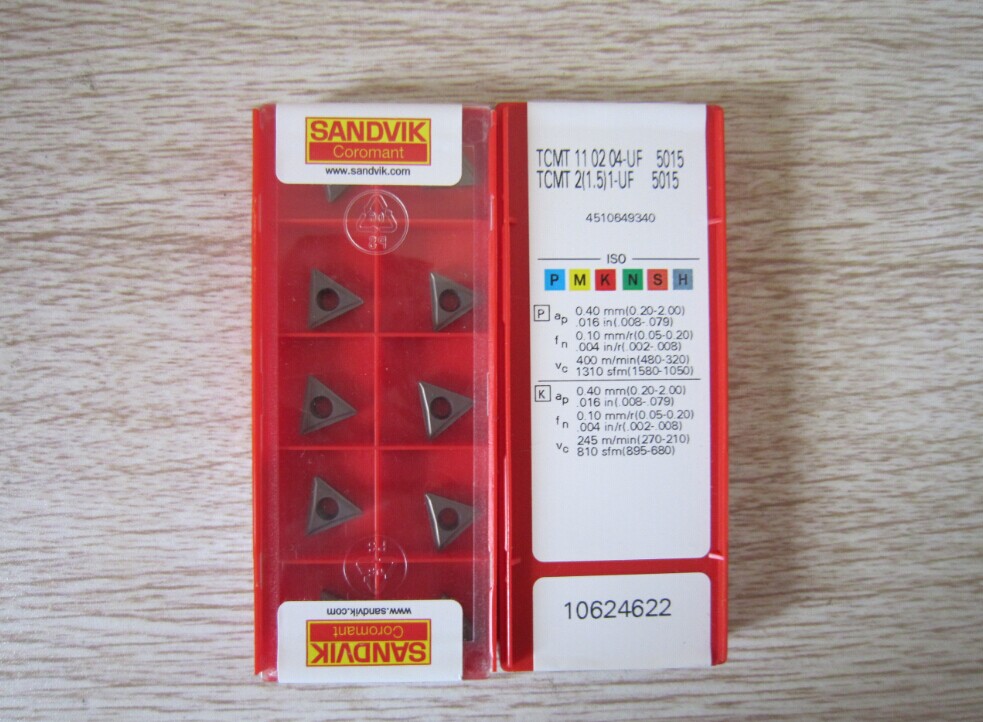 SANDVIK
Coromant
www.sandvik.com
www.sandvik.com
Coromant
SANDVIK
TCMT 11 02 04-UF 5015
TCMT 2(1.5)1-UF 5015
4510649340
ISO
P M K N S H
P ap 0.40 mm(0.20-2.00)
.016 in(.008-.079)
fn 0.10 mm/r(0.05-0.20)
.004 in/r(.002-.008)
vc 400 m/min(480-320)
1310 sfm(1580-1050)
K ap 0.40 mm(0.20-2.00)
.016 in(.008-.079)
fn 0.10 mm/r(0.05-0.20)
.004 in/r(.002-.008)
vc 245 m/min(270-210)
810 sfm(895-680)
10624622